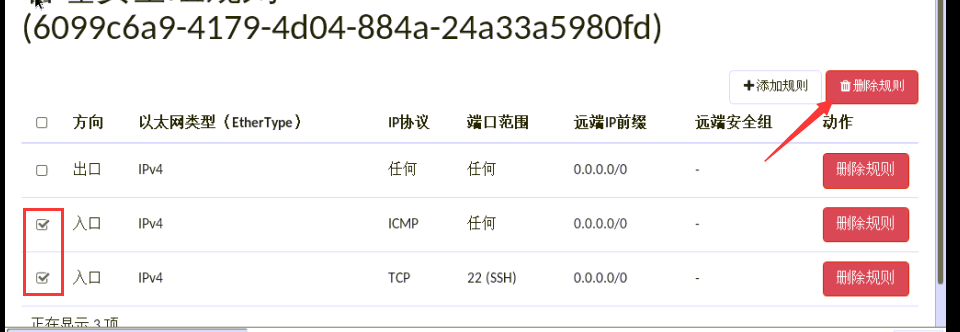 (6099c6a9-4179-4d04-884a-24a33a5980fd)
添加规则 删除规则
方向 以太网类型（EtherType） IP协议 端口范围 远端IP前缀 远端安全组 动作
出口 IPv4 任何 任何 0.0.0.0/0 - 删除规则
入口 IPv4 ICMP 任何 0.0.0.0/0 - 删除规则
入口 IPv4 TCP 22 (SSH) 0.0.0.0/0 - 删除规则
正在显示 3 项